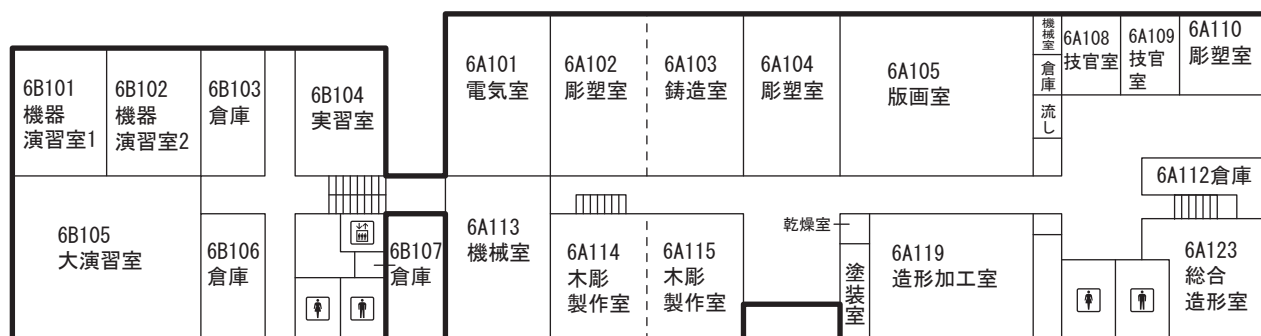 6B101
機器
演習室1
6B102
機器
演習室2
6B103
倉庫
6B104
実習室
6A101
電気室
6A102
彫塑室
6A103
鋳造室
6A104
彫塑室
6A105
版画室
機械室
倉庫
流し
6A108
技官室
6A109
技官
室
6A110
彫塑室
6A112倉庫
6B105
大演習室
6B106
倉庫
6B107
倉庫
6A113
機械室
6A114
木彫
製作室
6A115
木彫
製作室
乾燥室
塗装室
6A119
造形加工室
6A123
総合
造形室